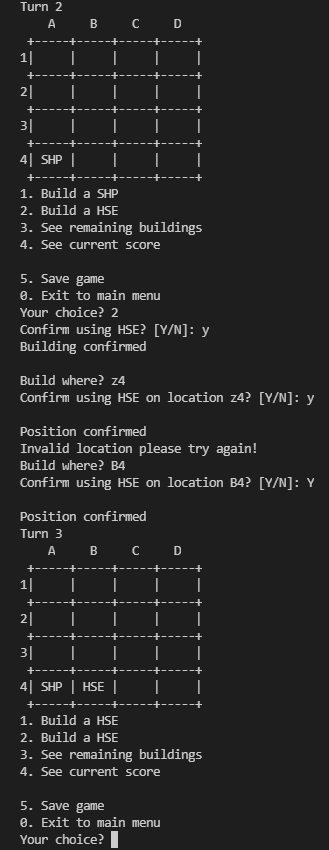 Turn 2
    A     B     C     D
 +-----+-----+-----+-----+
1|     |     |     |     |
 +-----+-----+-----+-----+
2|     |     |     |     |
 +-----+-----+-----+-----+
3|     |     |     |     |
 +-----+-----+-----+-----+
4| SHP |     |     |     |
 +-----+-----+-----+-----+
1. Build a SHP
2. Build a HSE
3. See remaining buildings
4. See current score

5. Save game
0. Exit to main menu
Your choice? 2
Confirm using HSE? [Y/N]: y
Building confirmed

Build where? z4
Confirm using HSE on location z4? [Y/N]: y

Position confirmed
Invalid location please try again!
Build where? B4
Confirm using HSE on location B4? [Y/N]: Y

Position confirmed
Turn 3
    A     B     C     D
 +-----+-----+-----+-----+
1|     |     |     |     |
 +-----+-----+-----+-----+
2|     |     |     |     |
 +-----+-----+-----+-----+
3|     |     |     |     |
 +-----+-----+-----+-----+
4| SHP | HSE |     |     |
 +-----+-----+-----+-----+
1. Build a HSE
2. Build a HSE
3. See remaining buildings
4. See current score

5. Save game
0. Exit to main menu
Your choice?